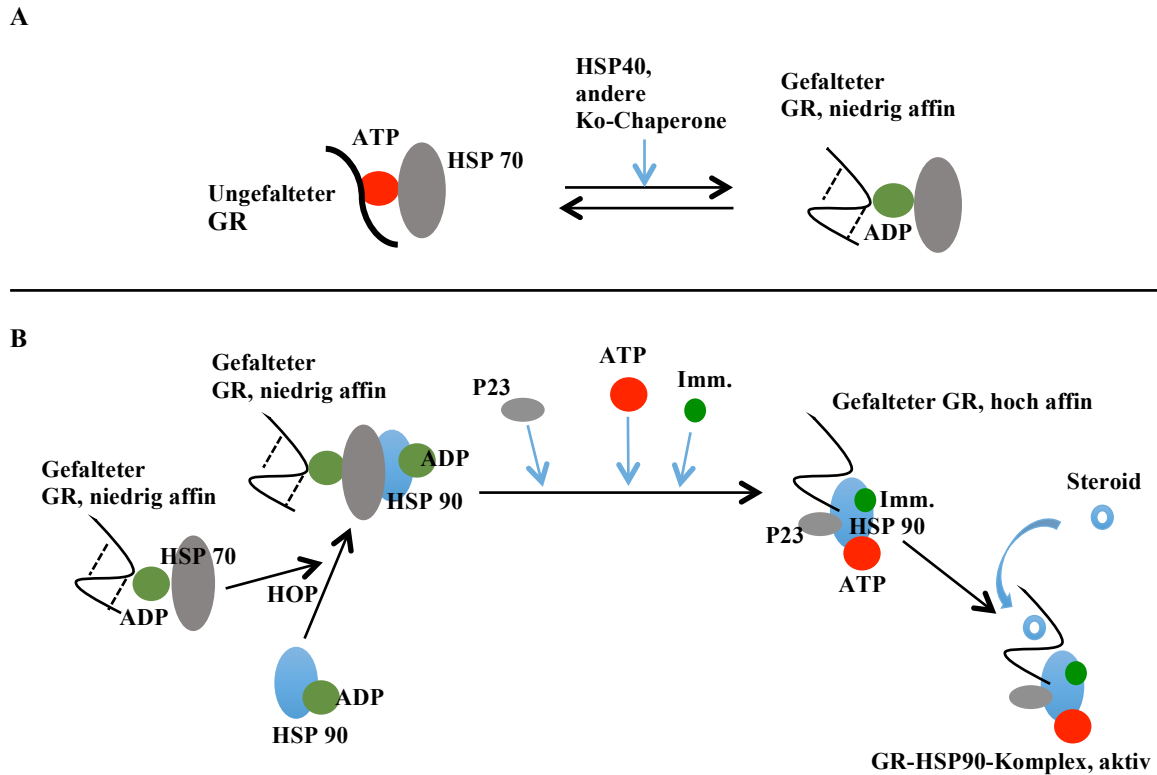 A
HSP40,
andere
Ko-Chaperone
Gefalteter
GR, niedrig affin
ATP
HSP 70
Ungefalteter
GR
ADP
B
Gefalteter
GR, niedrig affin
P23
ATP
Imm.
Gefalteter GR, hoch affin
ADP
HSP 90
Gefalteter
GR, niedrig affin
Steroid
Imm.
HSP 90
P23
ATP
HSP 70
HOP
ADP
ADP
HSP 90
GR-HSP90-Komplex, aktiv